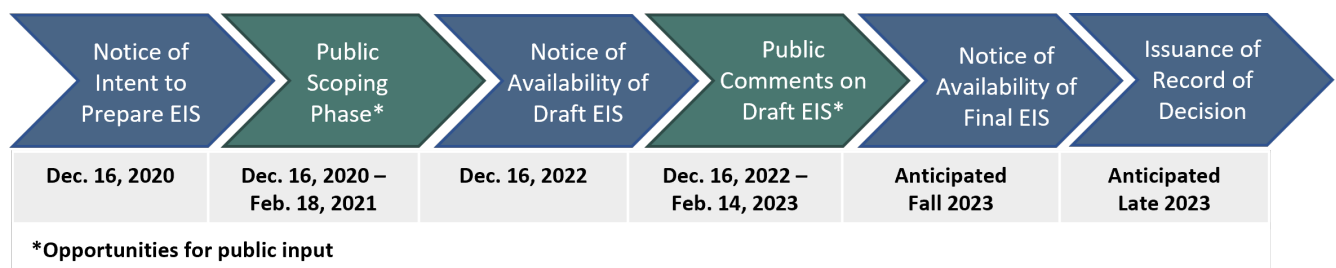 Notice of
Intent to
Prepare EIS
Public
Scoping
Phase*
Notice of
Availability of
Draft EIS
Public
Comments on
Draft EIS*
Notice of
Availability of
Final EIS
Issuance of
Record of
Decision
Dec. 16, 2020
Dec. 16, 2020 –
Feb. 18, 2021
Dec. 16, 2022
Dec. 16, 2022 –
Feb. 14, 2023
Anticipated
Fall 2023
Anticipated
Late 2023
*Opportunities for public input